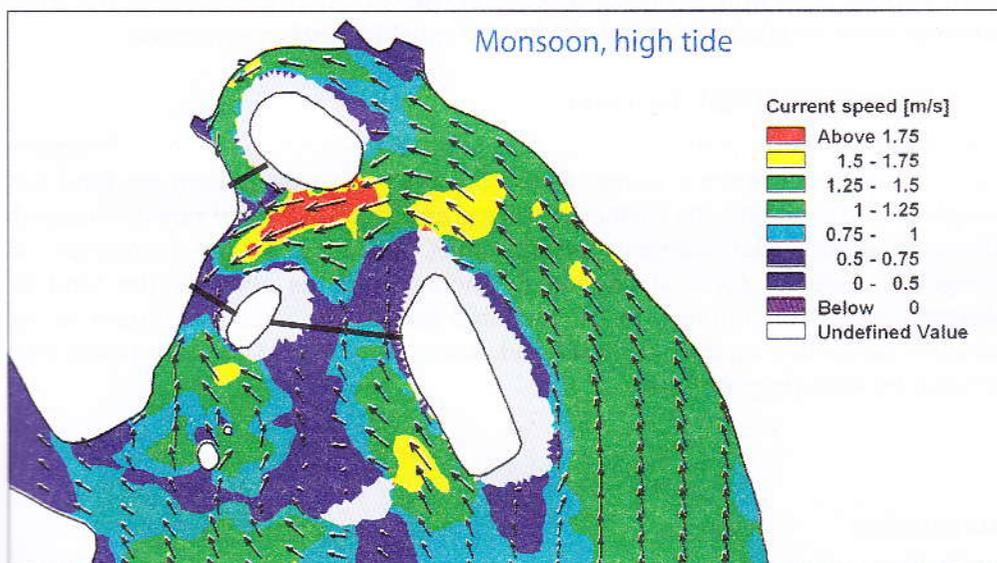 Monsoon, high tide
Current speed [m/s]
Above 1.75
1.5 - 1.75
1.25 - 1.5
1 - 1.25
0.75 - 1
0.5 - 0.75
0 - 0.5
Below 0
Undefined Value